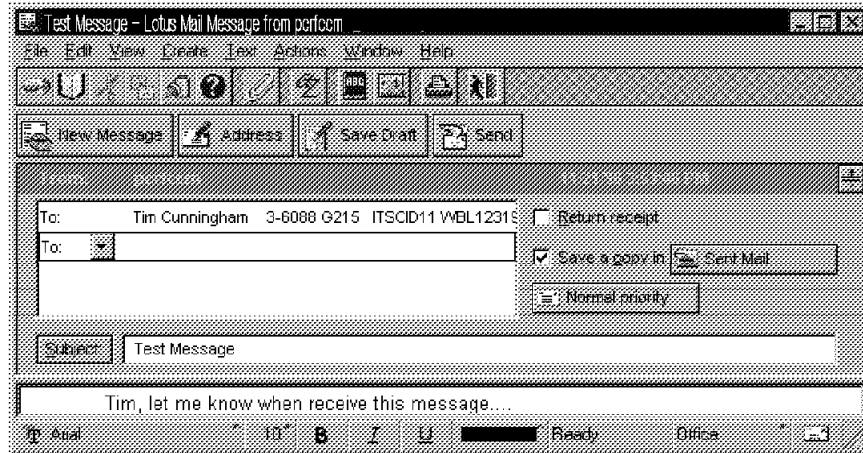 Test Message – Lotus Mail Message from perfccm
File Edit View Create Text Actions Window Help
New Message Address Save Draft Send
To: Tim Cunningham 3-6088 G215 ITSCID11 WBL1231S
Return receipt
To:
Save a copy in Sent Mail
Normal priority
Subject Test Message
Tim, let me know when receive this message....
Arial 10 B I U Ready Office